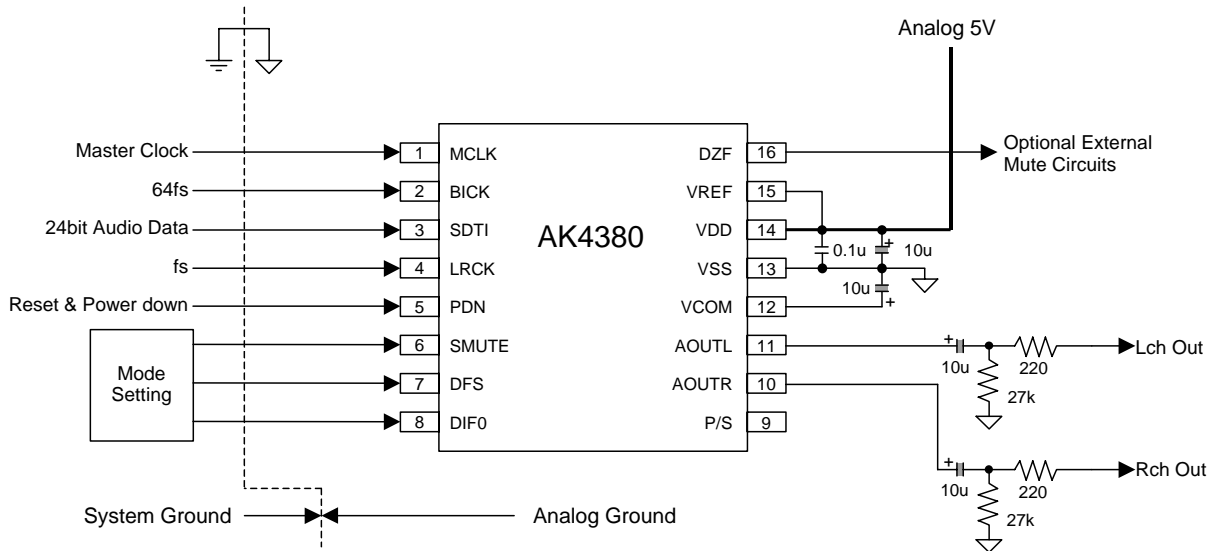 Analog 5V
Master Clock
1 MCLK
DZF 16
Optional External
Mute Circuits
64fs
2 BICK
VREF 15
24bit Audio Data
3 SDTI
AK4380
VDD 14
0.1u
+
10u
fs
4 LRCK
VSS 13
10u
+
Reset & Power down
5 PDN
VCOM 12
Mode
Setting
6 SMUTE
AOUTL 11
+
10u
220
Lch Out
27k
7 DFS
AOUTR 10
8 DIF0
P/S 9
+
10u
220
Rch Out
27k
System Ground
Analog Ground